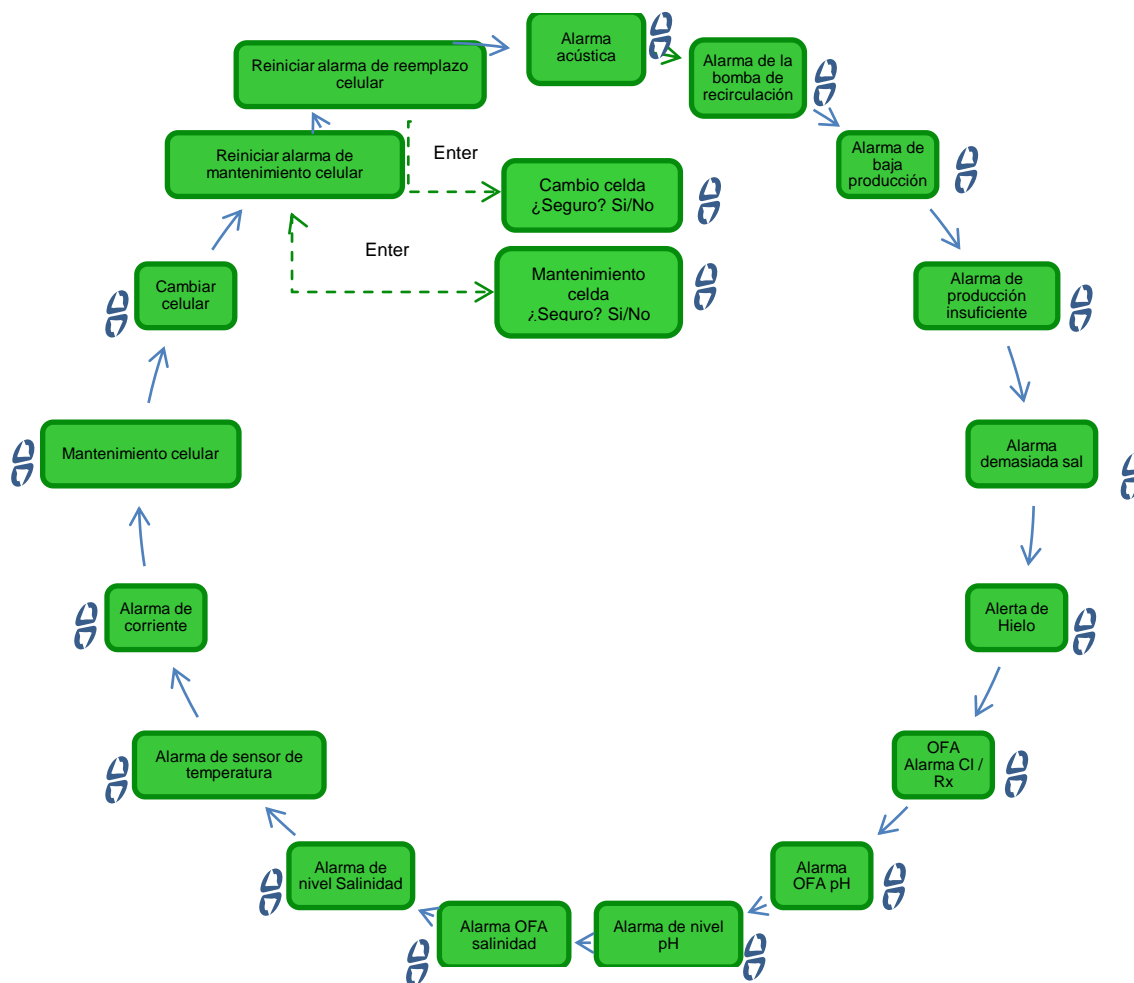 Alarma
acústica
Alarma de la
bomba de
recirculación
Alarma de
baja
producción
Alarma de
producción
insuficiente
Alarma
demasiada sal
Alerta de
Hielo
OFA
Alarma Cl /
Rx
Alarma
OFA pH
Alarma de nivel
pH
Alarma OFA
salinidad
Alarma de
nivel Salinidad
Alarma de sensor de
temperatura
Alarma de
corriente
Mantenimiento celular
Cambiar
celular
Reiniciar alarma de
mantenimiento celular
Reiniciar alarma de reemplazo
celular
Enter
Cambio celda
¿Seguro? Si/No
Enter
Mantenimiento
celda
¿Seguro? Si/No